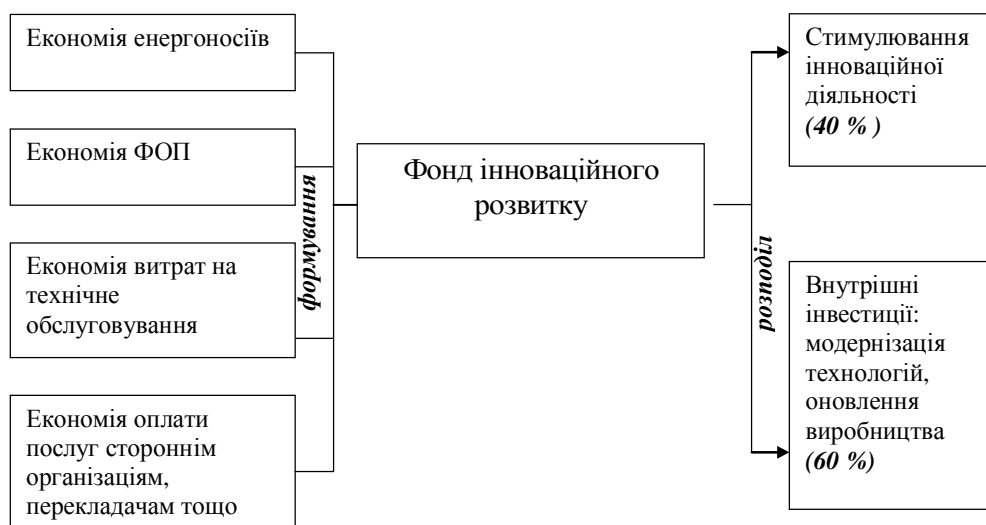 Економія енергоносіїв
Економія ФОП
Економія витрат на
технічне
обслуговування
Економія оплати
послуг стороннім
організаціям,
перекладачам тощо
формування
Фонд інноваційного
розвитку
розподіл
Стимулювання
інноваційної
діяльності
(40 % )
Внутрішні
інвестиції:
модернізація
технологій,
оновлення
виробництва
(60 %)